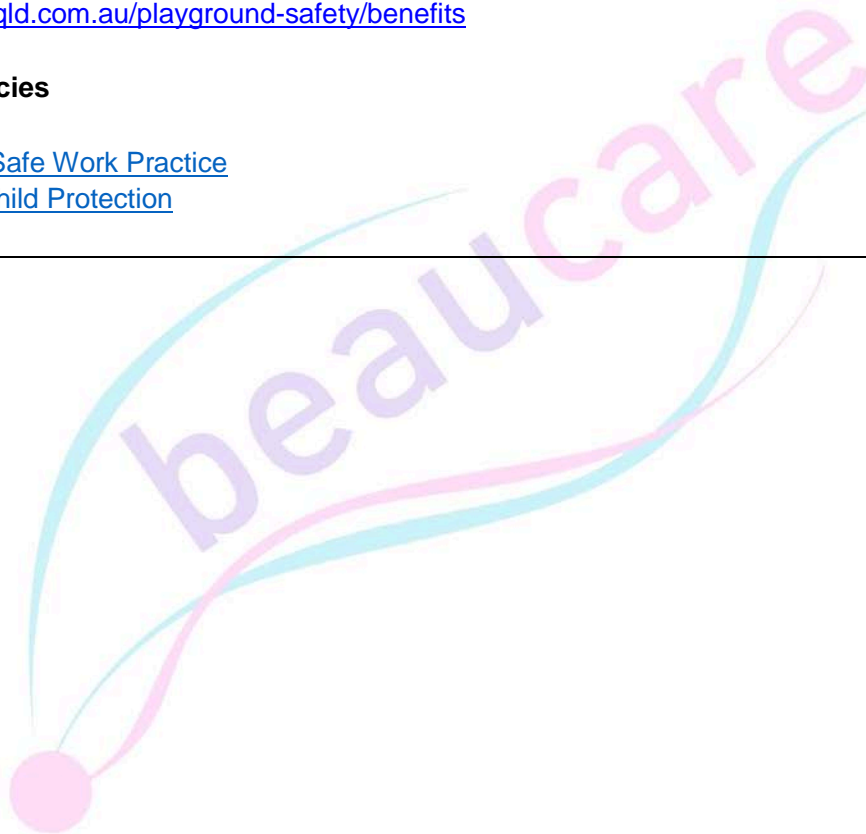 qld.com.au/playground-safety/benefits
cies
Safe Work Practice
hild Protection
beaucare